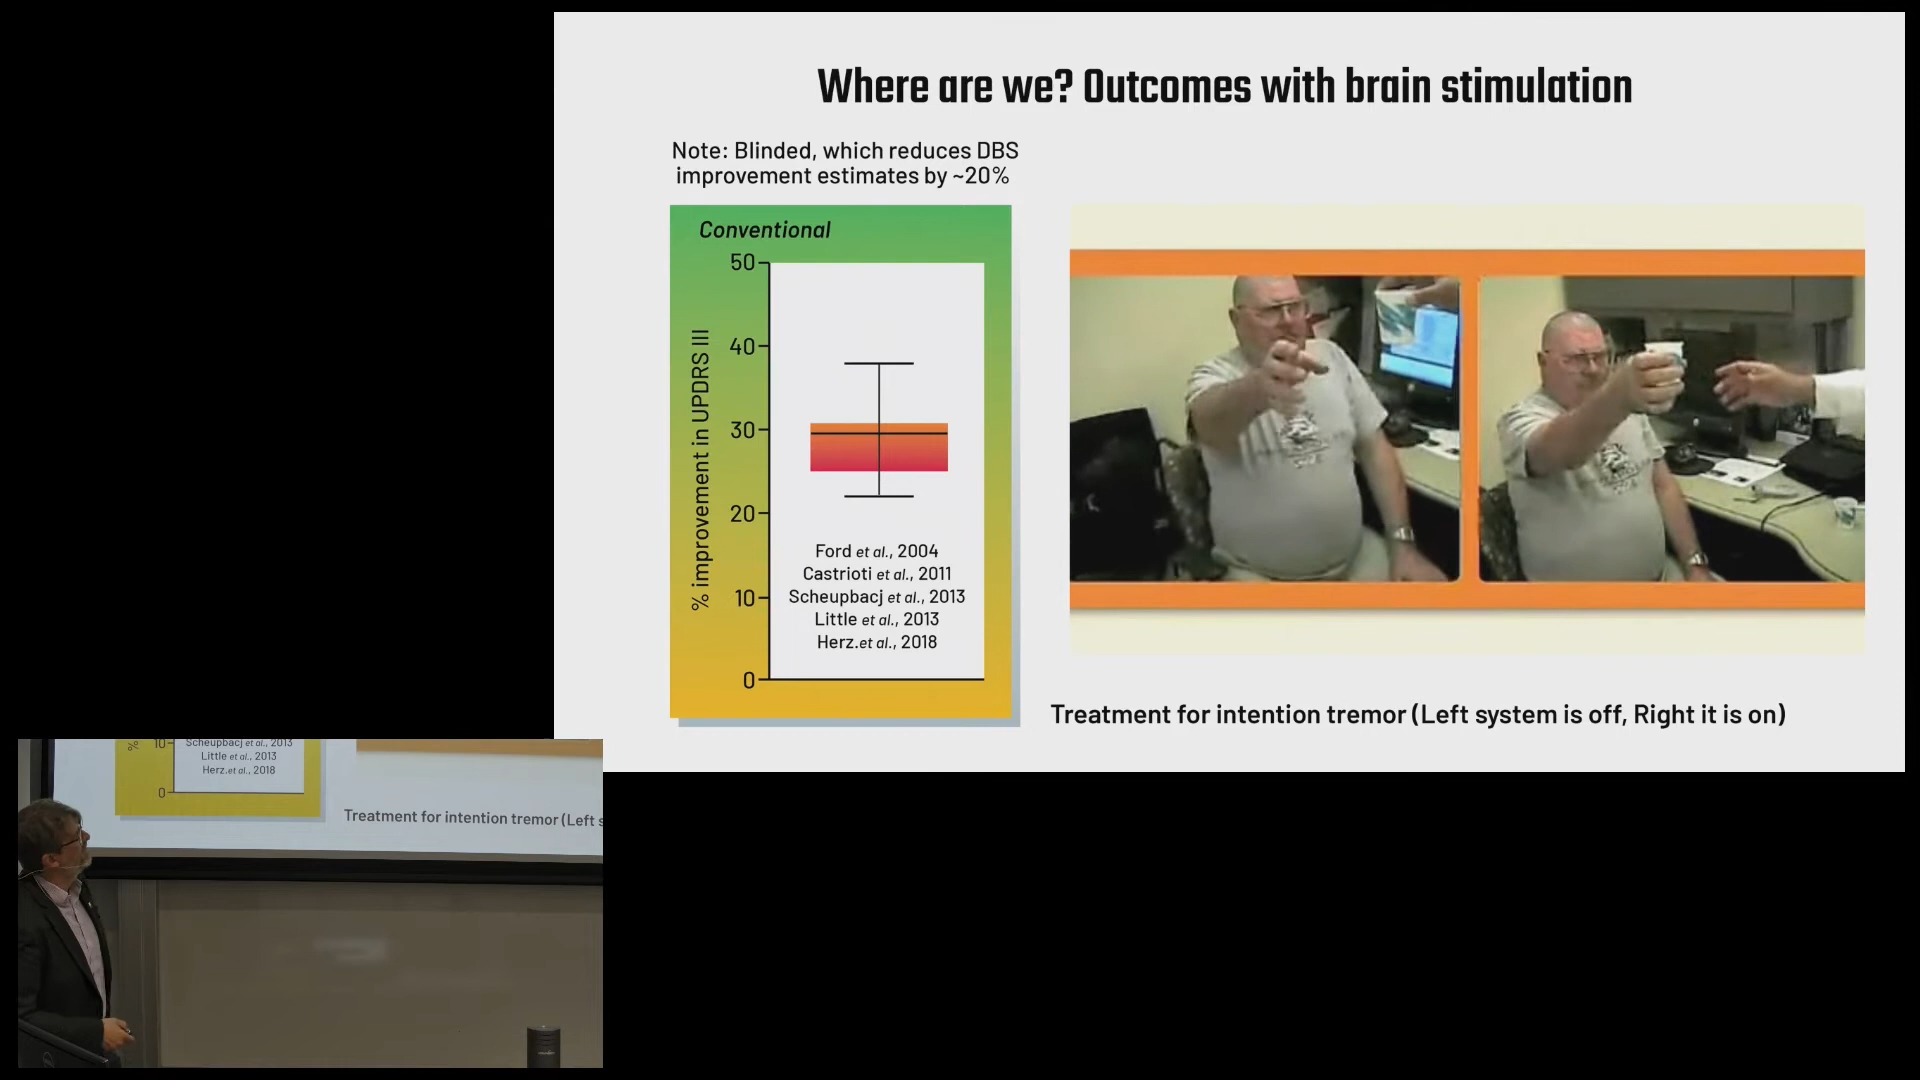 Where are we? Outcomes with brain stimulation
Note: Blinded, which reduces DBS
improvement estimates by ~20%
Conventional
50
40
30
20
10
0
% improvement in UPDRS III
Ford et al., 2004
Castrioti et al., 2011
Scheupbacj et al., 2013
Little et al., 2013
Herz.et al., 2018
Treatment for intention tremor (Left system is off, Right it is on)
%
10
Scheupbacj et al., 2013
Little et al., 2013
Herz.et al., 2018
0
Treatment for intention tremor (Left s